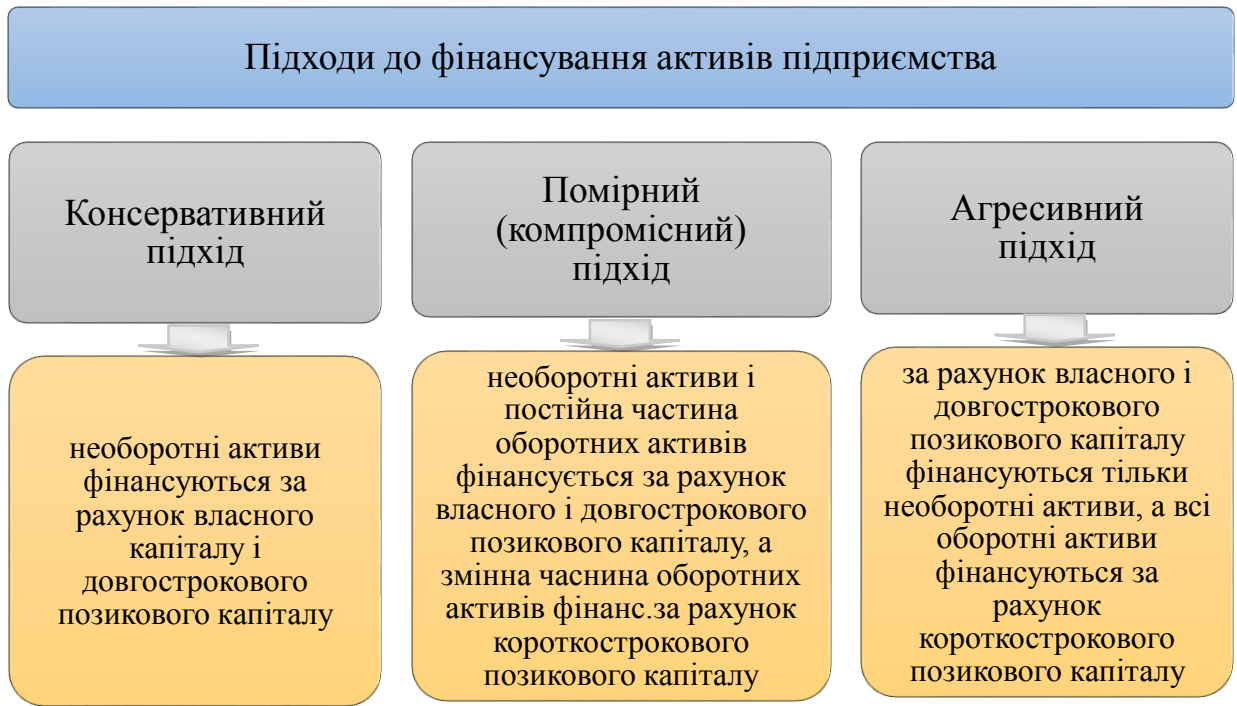 Підходи до фінансування активів підприємства
Консервативний
підхід
необоротні активи
фінансуються за
рахунок власного
капіталу і
довгострокового
позикового капіталу
Помірний
(компромісний)
підхід
необоротні активи і
постійна частина
оборотних активів
фінансується за рахунок
власного і довгострокового
позикового капіталу, а
змінна часнина оборотних
активів фінанс.за рахунок
короткострокового
позикового капіталу
Агресивний
підхід
за рахунок власного і
довгострокового
позикового капіталу
фінансуються тільки
необоротні активи, а всі
оборотні активи
фінансуються за
рахунок
короткострокового
позикового капіталу